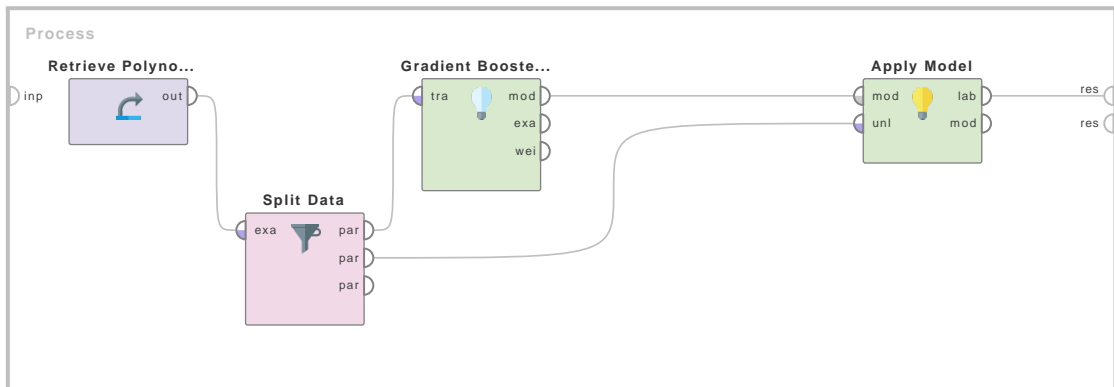 Process
Retrieve Polyno...
Gradient Booste...
Apply Model
inp
out
tra
mod
exa
wei
mod
lab
unl
mod
res
res
Split Data
exa
par
par
par